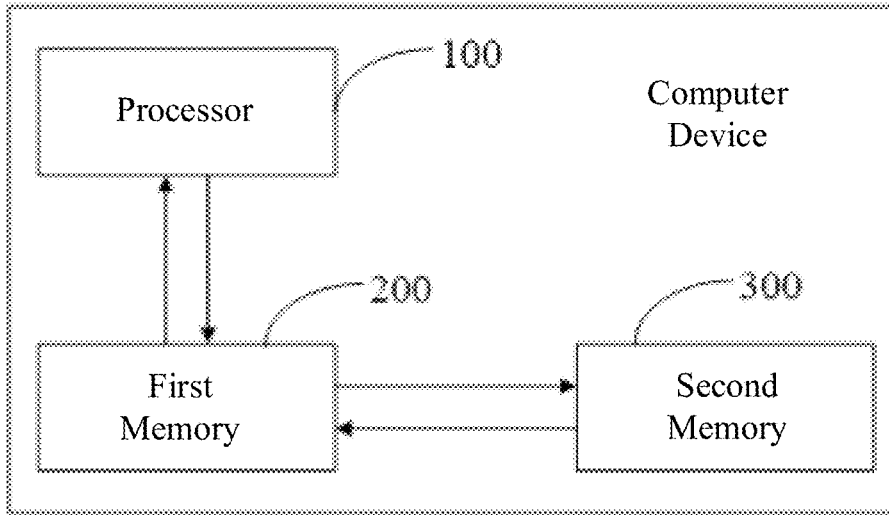 100
Processor
Computer
Device
200
300
First
Memory
Second
Memory